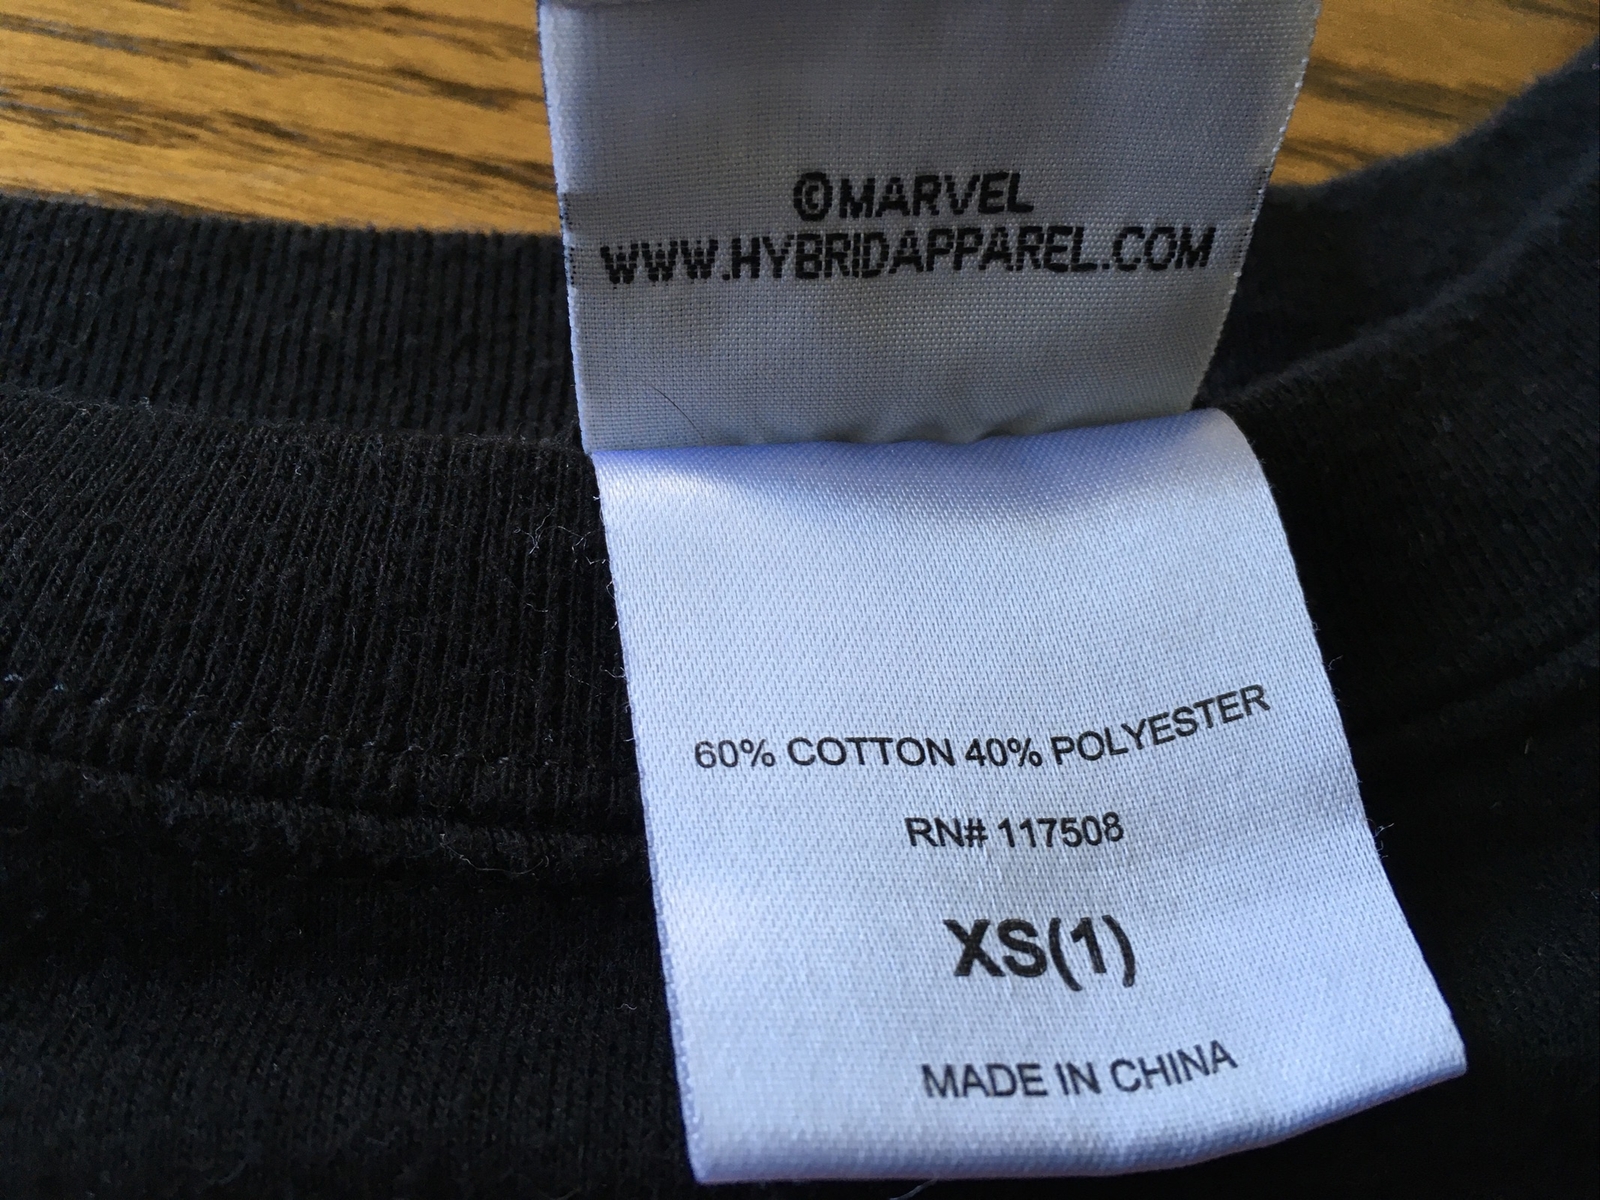 ©MARVEL
WWW.HYBRIDAPPAREL.COM
60% COTTON 40% POLYESTER
RN# 117508
XS(1)
MADE IN CHINA